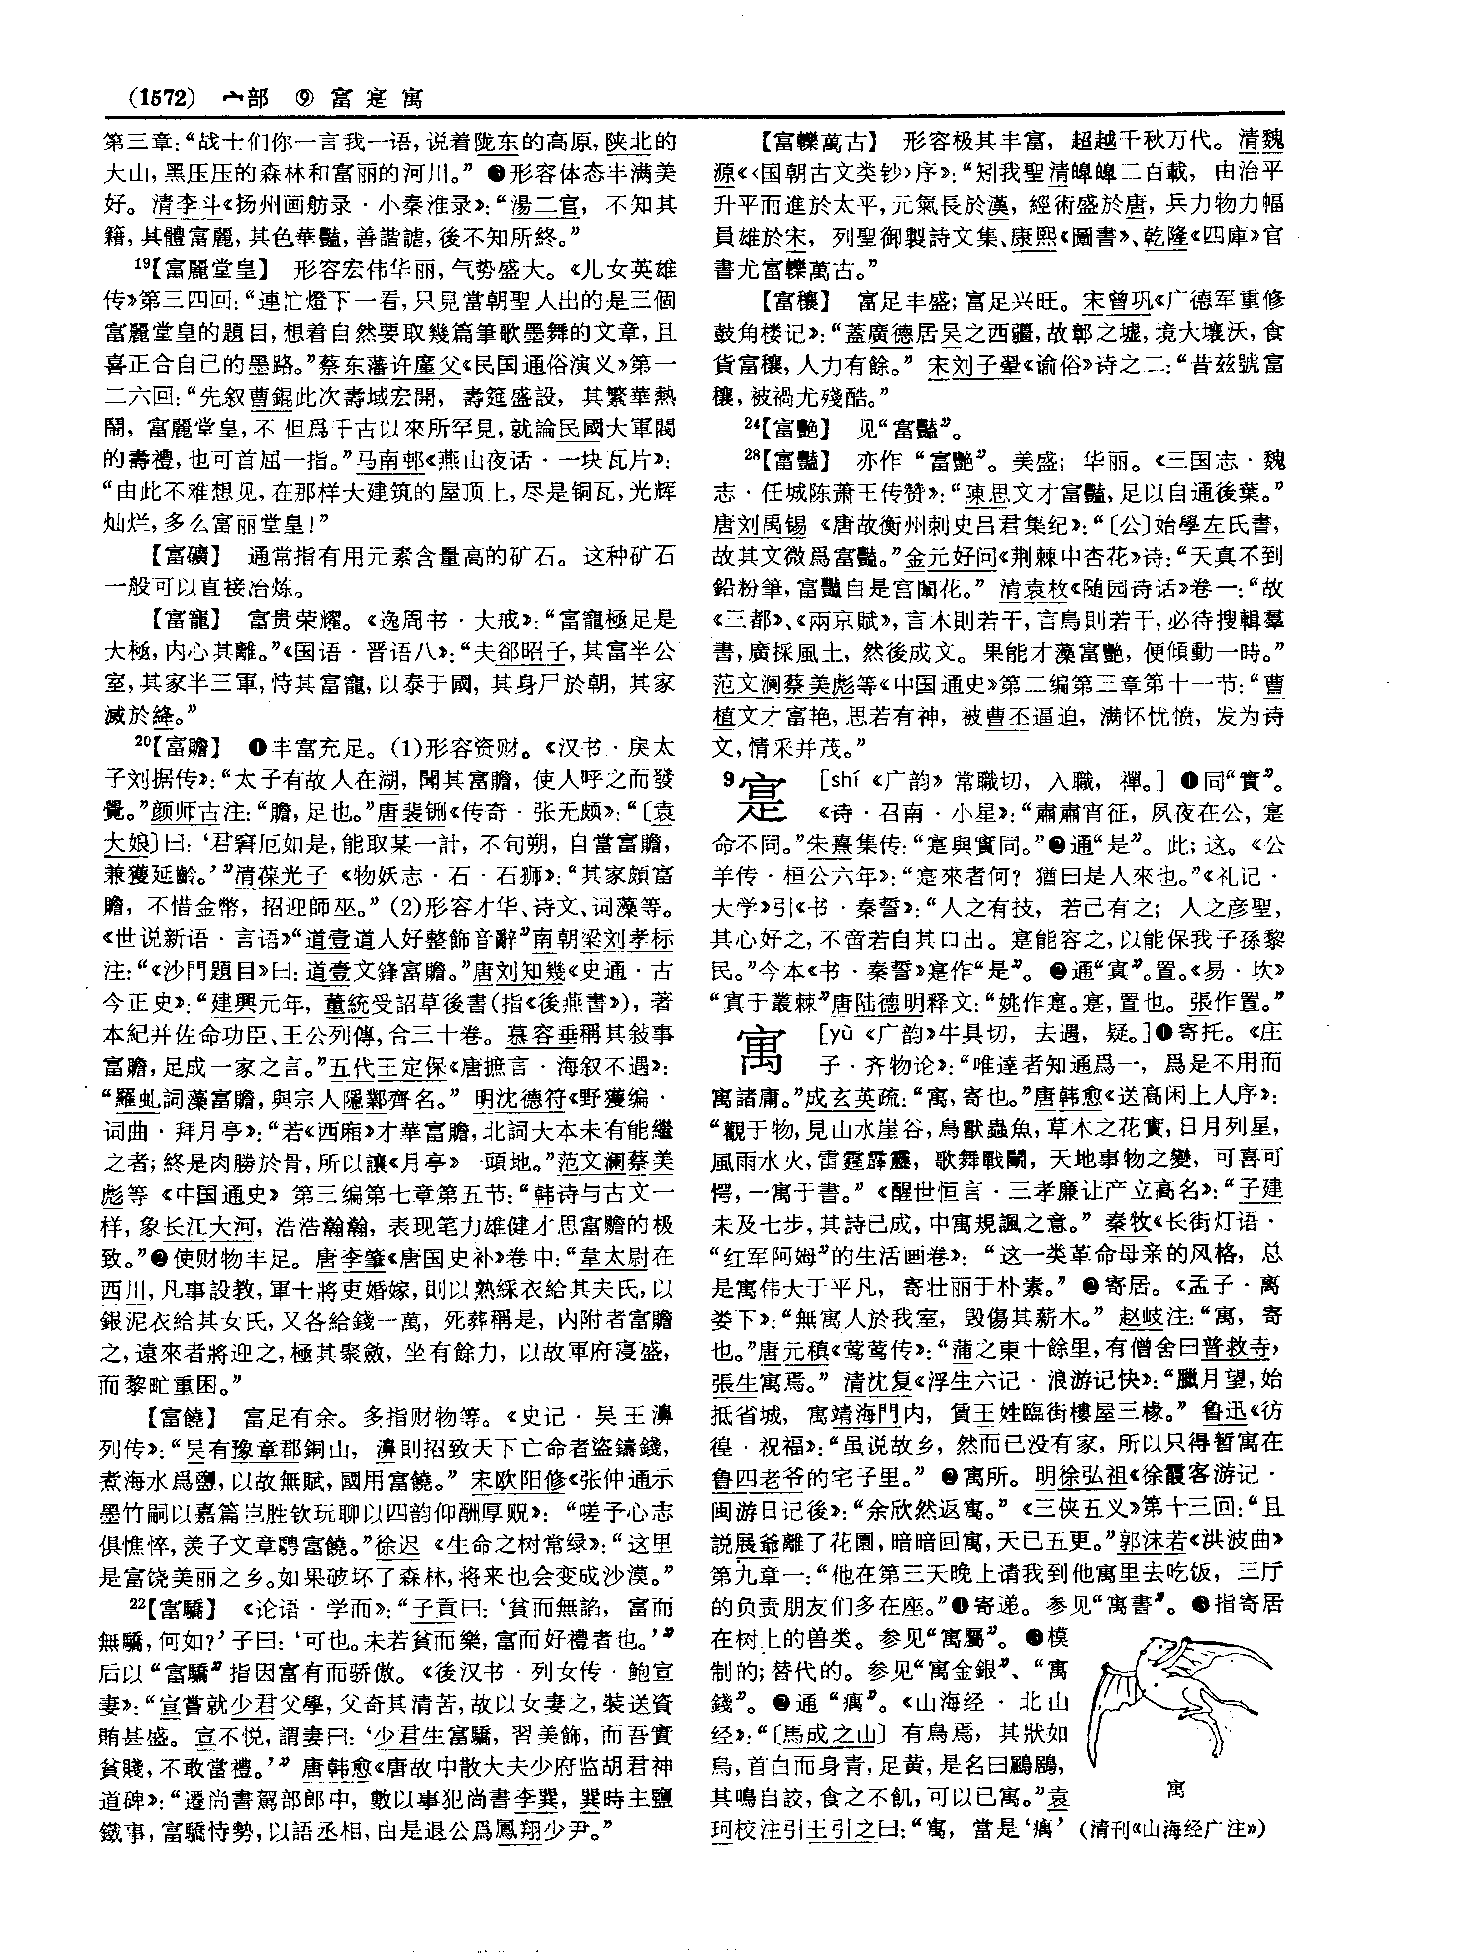 (1572) 宀部 ⑨ 富寔寓
第三章:“战士们你一言我一语,说着陇东的高原,陕北的
大山,黑压压的森林和富丽的河川。” ❸形容体态丰满美
好。清李斗《扬州画舫录·小秦淮录》:“湯二官,不知其
籍,其體富麗,其色華豔,善諧謔,後不知所終。”
19【富麗堂皇】 形容宏伟华丽,气势盛大。《儿女英雄
传》第三四回:“連忙燈下一看,只見當朝聖人出的是三個
富麗堂皇的題目,想着自然要取幾篇筆歌墨舞的文章,且
喜正合自己的墨路。”蔡东藩许廑父《民国通俗演义》第一
二六回:“先叙曹錕此次壽域宏開,壽筵盛設,其繁華熱
鬧,富麗堂皇,不但爲千古以來所罕見,就論民國大軍閥
的壽禮,也可首屈一指。”马南邨《燕山夜话·一块瓦片》:
“由此不难想见,在那样大建筑的屋顶上,尽是铜瓦,光辉
灿烂,多么富丽堂皇!”
【富礦】 通常指有用元素含量高的矿石。这种矿石
一般可以直接冶炼。
【富寵】 富贵荣耀。《逸周书·大戒》:“富寵極足是
大極,内心其離。”《国语·晋语八》:“夫郤昭子,其富半公
室,其家半三軍,恃其富寵,以泰于國,其身尸於朝,其家
滅於絳。”
20【富贍】 ❶丰富充足。(1)形容资财。《汉书·戾太
子刘据传》:“太子有故人在湖,聞其富贍,使人呼之而發
覺。”颜师古注:“贍,足也。”唐裴铏《传奇·张无颇》:“〔袁
大娘〕曰:‘君窘厄如是,能取某一計,不旬朔,自當富贍,
兼獲延齡。’”清葆光子《物妖志·石·石狮》:“其家頗富
贍,不惜金幣,招迎師巫。”(2)形容才华、诗文、词藻等。
《世说新语·言语》“道壹道人好整飾音辭”南朝梁刘孝标
注:“《沙門題目》曰:道壹文鋒富贍。”唐刘知幾《史通·古
今正史》:“建興元年,董統受詔草後書(指《後燕書》),著
本紀并佐命功臣、王公列傳,合三十卷。慕容垂稱其敍事
富贍,足成一家之言。”五代王定保《唐摭言·海叙不遇》:
“羅虬詞藻富贍,與宗人隱鄴齊名。” 明沈德符《野獲编·
词曲·拜月亭》:“若《西廂》才華富贍,北詞大本未有能繼
之者;終是肉勝於骨,所以讓《月亭》一頭地。”范文澜蔡美
彪等《中国通史》第三编第七章第五节:“韩诗与古文一
样,象长江大河,浩浩瀚瀚,表现笔力雄健才思富赡的极
致。”❷使财物丰足。唐李肇《唐国史补》卷中:“韋太尉在
西川,凡事設教,軍士將吏婚嫁,則以熟綵衣給其夫氏,以
銀泥衣給其女氏,又各給錢一萬,死葬稱是,内附者富贍
之,遠來者將迎之,極其聚斂,坐有餘力,以故軍府寖盛,
而黎甿重困。”
【富饒】 富足有余。多指财物等。《史记·吴王濞
列传》:“吴有豫章郡銅山,濞則招致天下亡命者盜鑄錢,
煮海水爲鹽,以故無賦,國用富饒。” 宋欧阳修《张仲通示
墨竹嗣以嘉篇岂胜钦玩聊以四韵仰酬厚贶》:“嗟予心志
俱憔悴,羡子文章騁富饒。”徐迟《生命之树常绿》:“这里
是富饶美丽之乡。如果破坏了森林,将来也会变成沙漠。”
22【富驕】 《论语·学而》:“子貢曰:‘貧而無諂,富而
無驕,何如?’子曰:‘可也。未若貧而樂,富而好禮者也。’”
后以“富驕”指因富有而骄傲。《後汉书·列女传·鲍宣
妻》:“宣嘗就少君父學,父奇其清苦,故以女妻之,装送資
賄甚盛。宣不悦,謂妻曰:‘少君生富驕,習美飾,而吾實
貧賤,不敢當禮。’” 唐韩愈《唐故中散大夫少府监胡君神
道碑》:“遷尚書駕部郎中,數以事犯尚書李巽,巽時主鹽
鐵事,富驕恃勢,以語丞相,由是退公爲鳳翔少尹。”
【富轢萬古】 形容极其丰富,超越千秋万代。清魏
源《〈国朝古文类钞〉序》:“矧我聖清皞皞二百載,由治平
升平而進於太平,元氣長於漢,經術盛於唐,兵力物力幅
員雄於宋,列聖御製詩文集、康熙《圖書》、乾隆《四庫》官
書尤富轢萬古。”
【富穰】 富足丰盛;富足兴旺。宋曾巩《广德军重修
鼓角楼记》:“蓋廣德居吴之西疆,故鄣之墟,境大壤沃,食
貨富穰,人力有餘。” 宋刘子翬《谕俗》诗之二:“昔兹號富
穰,被禍尤殘酷。”
24【富艷】 见“富豔”。
28【富豔】 亦作“富艷”。美盛;华丽。《三国志·魏
志·任城陈萧王传赞》:“陳思文才富豔,足以自通後葉。”
唐刘禹锡《唐故衡州刺史吕君集纪》:“〔公〕始學左氏書,
故其文微爲富豔。”金元好问《荆棘中杏花》诗:“天真不到
鉛粉筆,富豔自是宫闈花。” 清袁枚《随园诗话》卷一:“故
《三都》、《兩京賦》,言木則若干,言鳥則若干,必待搜輯羣
書,廣採風土,然後成文。果能才藻富艷,便傾動一時。”
范文澜蔡美彪等《中国通史》第二编第三章第十一节:“曹
植文才富艳,思若有神,被曹丕逼迫,满怀忧愤,发为诗
文,情采并茂。”
9寔 [shí《广韵》常職切,入職,禪。] ❶同“實”。
《诗·召南·小星》:“肅肅宵征,夙夜在公,寔
命不同。”朱熹集传:“寔與實同。”❷通“是”。此;这。《公
羊传·桓公六年》:“寔來者何?猶曰是人來也。”《礼记·
大学》引《书·秦誓》:“人之有技,若己有之;人之彦聖,
其心好之,不啻若自其口出。寔能容之,以能保我子孫黎
民。”今本《书·秦誓》寔作“是”。 ❸通“寘”。置。《易·坎》
“寘于叢棘”唐陆德明释文:“姚作寔。寔,置也。張作置。”
寓 [yù《广韵》牛具切,去遇,疑。]❶寄托。《庄
子·齐物论》:“唯達者知通爲一,爲是不用而
寓諸庸。”成玄英疏:“寓,寄也。”唐韩愈《送高闲上人序》:
“觀于物,見山水崖谷,鳥獸蟲魚,草木之花實,日月列星,
風雨水火,雷霆霹靂,歌舞戰鬭,天地事物之變,可喜可
愕,一寓于書。”《醒世恒言·三孝廉让产立高名》:“子建
未及七步,其詩已成,中寓規諷之意。” 秦牧《长街灯语·
“红军阿姆”的生活画卷》:“这一类革命母亲的风格,总
是寓伟大于平凡,寄壮丽于朴素。” ❷寄居。《孟子·离
娄下》:“無寓人於我室,毁傷其薪木。” 赵岐注:“寓,寄
也。”唐元稹《莺莺传》:“蒲之東十餘里,有僧舍曰普救寺,
張生寓焉。” 清沈复《浮生六记·浪游记快》:“臘月望,始
抵省城,寓靖海門内,賃王姓臨街樓屋三椽。” 鲁迅《彷
徨·祝福》:“虽说故乡,然而已没有家,所以只得暂寓在
鲁四老爷的宅子里。” ❸寓所。明徐弘祖《徐霞客游记·
闽游日记後》:“余欣然返寓。”《三侠五义》第十三回:“且
説展爺離了花園,暗暗回寓,天已五更。”郭沫若《洪波曲》
第九章一:“他在第三天晚上请我到他寓里去吃饭,三厅
的负责朋友们多在座。”❹寄递。参见“寓書”。❺指寄居
在树上的兽类。参见“寓屬”。❻模
制的;替代的。参见“寓金銀”、“寓
錢”。❼通“㾞”。《山海经·北山
经》:“〔馬成之山〕有鳥焉,其狀如
烏,首白而身青,足黄,是名曰鶌鶋,
其鳴自詨,食之不飢,可以已寓。”袁
珂校注引王引之曰:“寓,當是‘㾞’
寓
(清刊《山海经广注》)